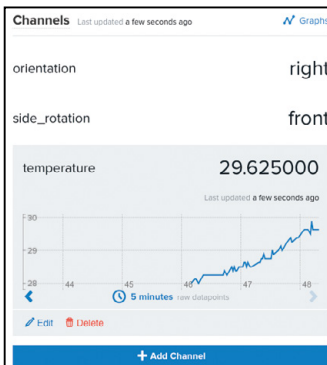 Channels Last updated a few seconds ago Graphs
orientation right
side_rotation front
temperature 29.625000
Last updated a few seconds ago
30
29
28
44 45 46 47 48
5 minutes raw datapoints
Edit Delete
+ Add Channel